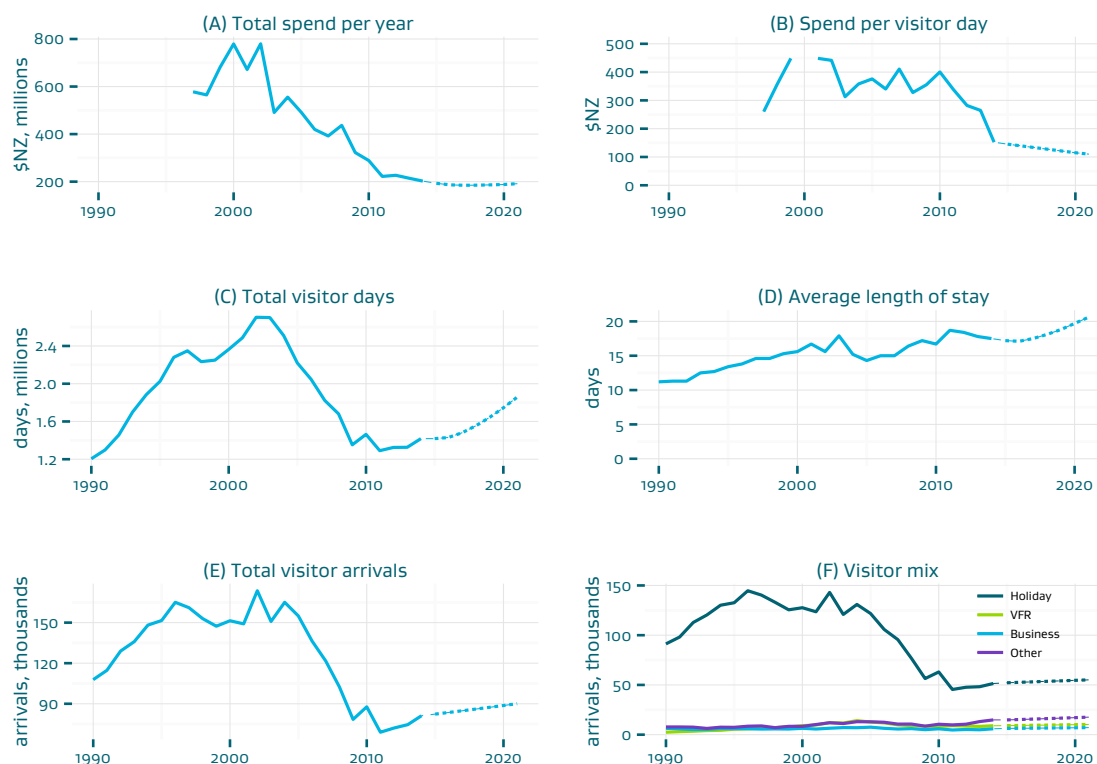 (A) Total spend per year
$NZ, millions
800
600
400
200
1990 2000 2010 2020
(B) Spend per visitor day
$NZ
500
400
300
200
100
0
1990 2000 2010 2020
(C) Total visitor days
days, millions
2.4
2.0
1.6
1.2
1990 2000 2010 2020
(D) Average length of stay
days
20
15
10
5
0
1990 2000 2010 2020
(E) Total visitor arrivals
arrivals, thousands
150
120
90
1990 2000 2010 2020
(F) Visitor mix
arrivals, thousands
150
100
50
0
Holiday
VFR
Business
Other
1990 2000 2010 2020